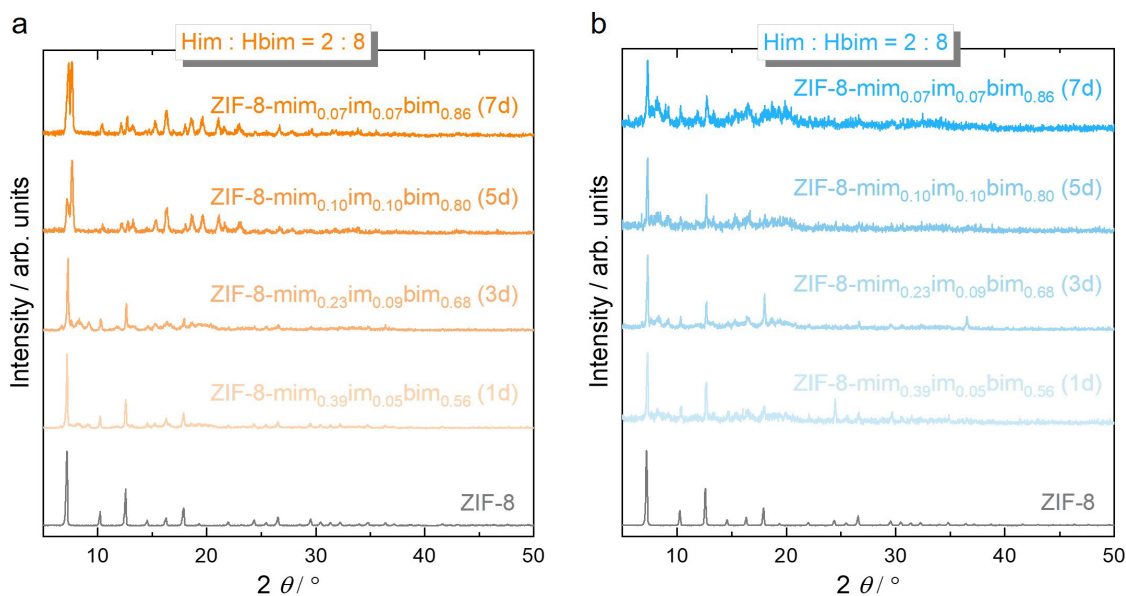 a
Him : Hbim = 2 : 8
ZIF-8-mim0.07im0.07bim0.86 (7d)
ZIF-8-mim0.10im0.10bim0.80 (5d)
ZIF-8-mim0.23im0.09bim0.68 (3d)
ZIF-8-mim0.39im0.05bim0.56 (1d)
ZIF-8
Intensity / arb. units
10 20 30 40 50
2 θ / °
b
Him : Hbim = 2 : 8
ZIF-8-mim0.07im0.07bim0.86 (7d)
ZIF-8-mim0.10im0.10bim0.80 (5d)
ZIF-8-mim0.23im0.09bim0.68 (3d)
ZIF-8-mim0.39im0.05bim0.56 (1d)
ZIF-8
Intensity / arb. units
10 20 30 40 50
2 θ / °